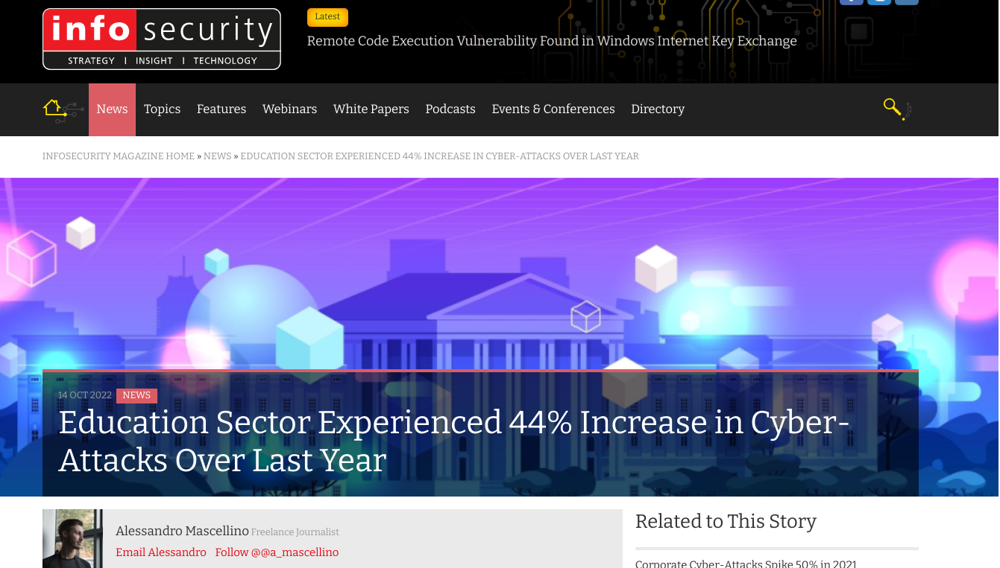 info security
STRATEGY | INSIGHT | TECHNOLOGY
Latest
Remote Code Execution Vulnerability Found in Windows Internet Key Exchange
News Topics Features Webinars White Papers Podcasts Events & Conferences Directory
INFOSECURITY MAGAZINE HOME » NEWS » EDUCATION SECTOR EXPERIENCED 44% INCREASE IN CYBER-ATTACKS OVER LAST YEAR
14 OCT 2022 NEWS
Education Sector Experienced 44% Increase in Cyber-
Attacks Over Last Year
Alessandro Mascellino Freelance Journalist
Email Alessandro Follow @@a_mascellino
Related to This Story
Corporate Cyber-Attacks Spike 50% in 2021